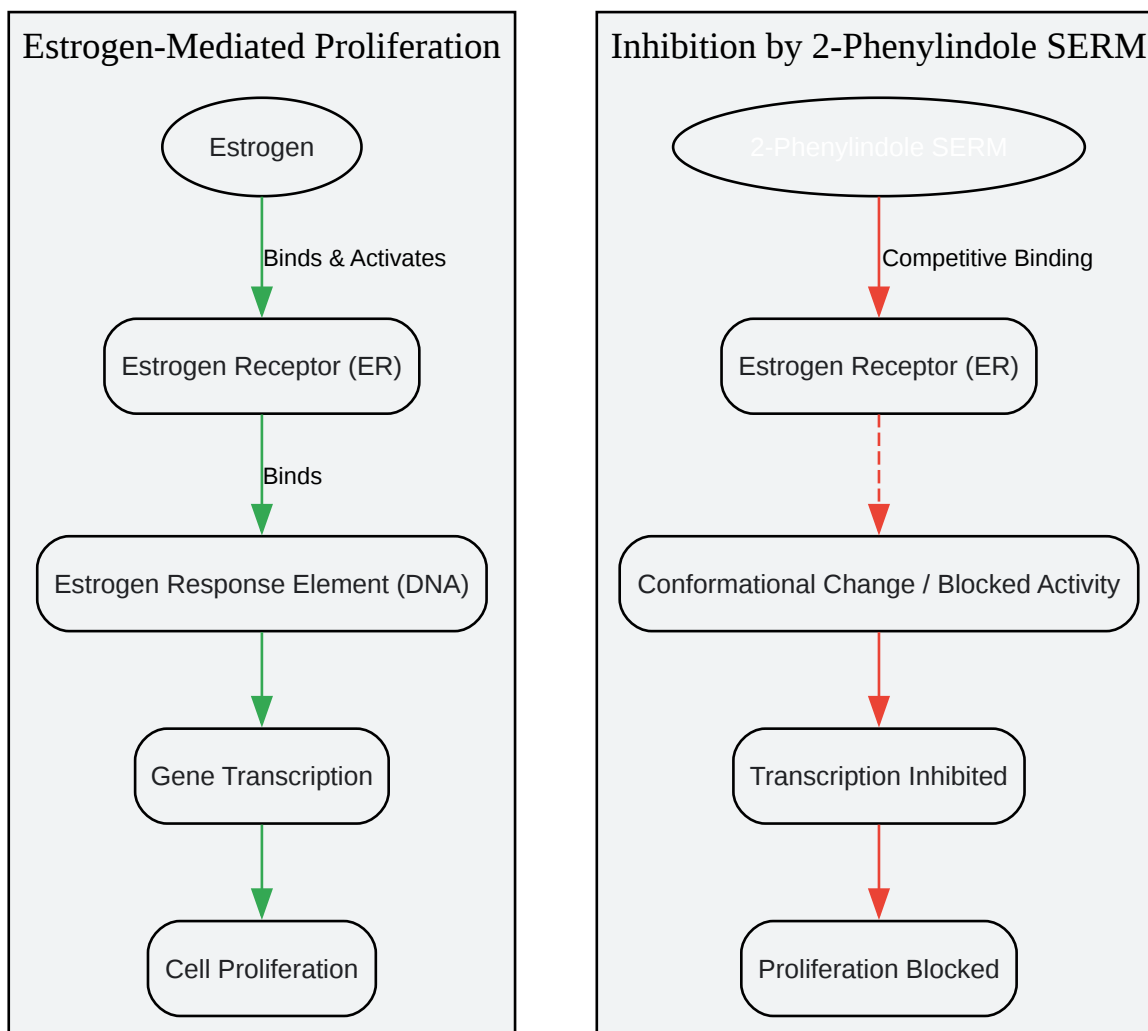 Estrogen-Mediated Proliferation
Estrogen
Binds & Activates
Estrogen Receptor (ER)
Binds
Estrogen Response Element (DNA)
Gene Transcription
Cell Proliferation
Inhibition by 2-Phenylindole SERM
2-Phenylindole SERM
Competitive Binding
Estrogen Receptor (ER)
Conformational Change / Blocked Activity
Transcription Inhibited
Proliferation Blocked